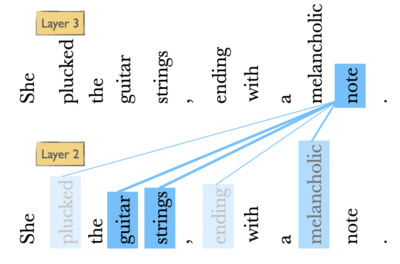 Layer 3
She plucked the guitar strings , ending with a melancholic note .
Layer 2
She plucked the guitar strings , ending with a melancholic note .